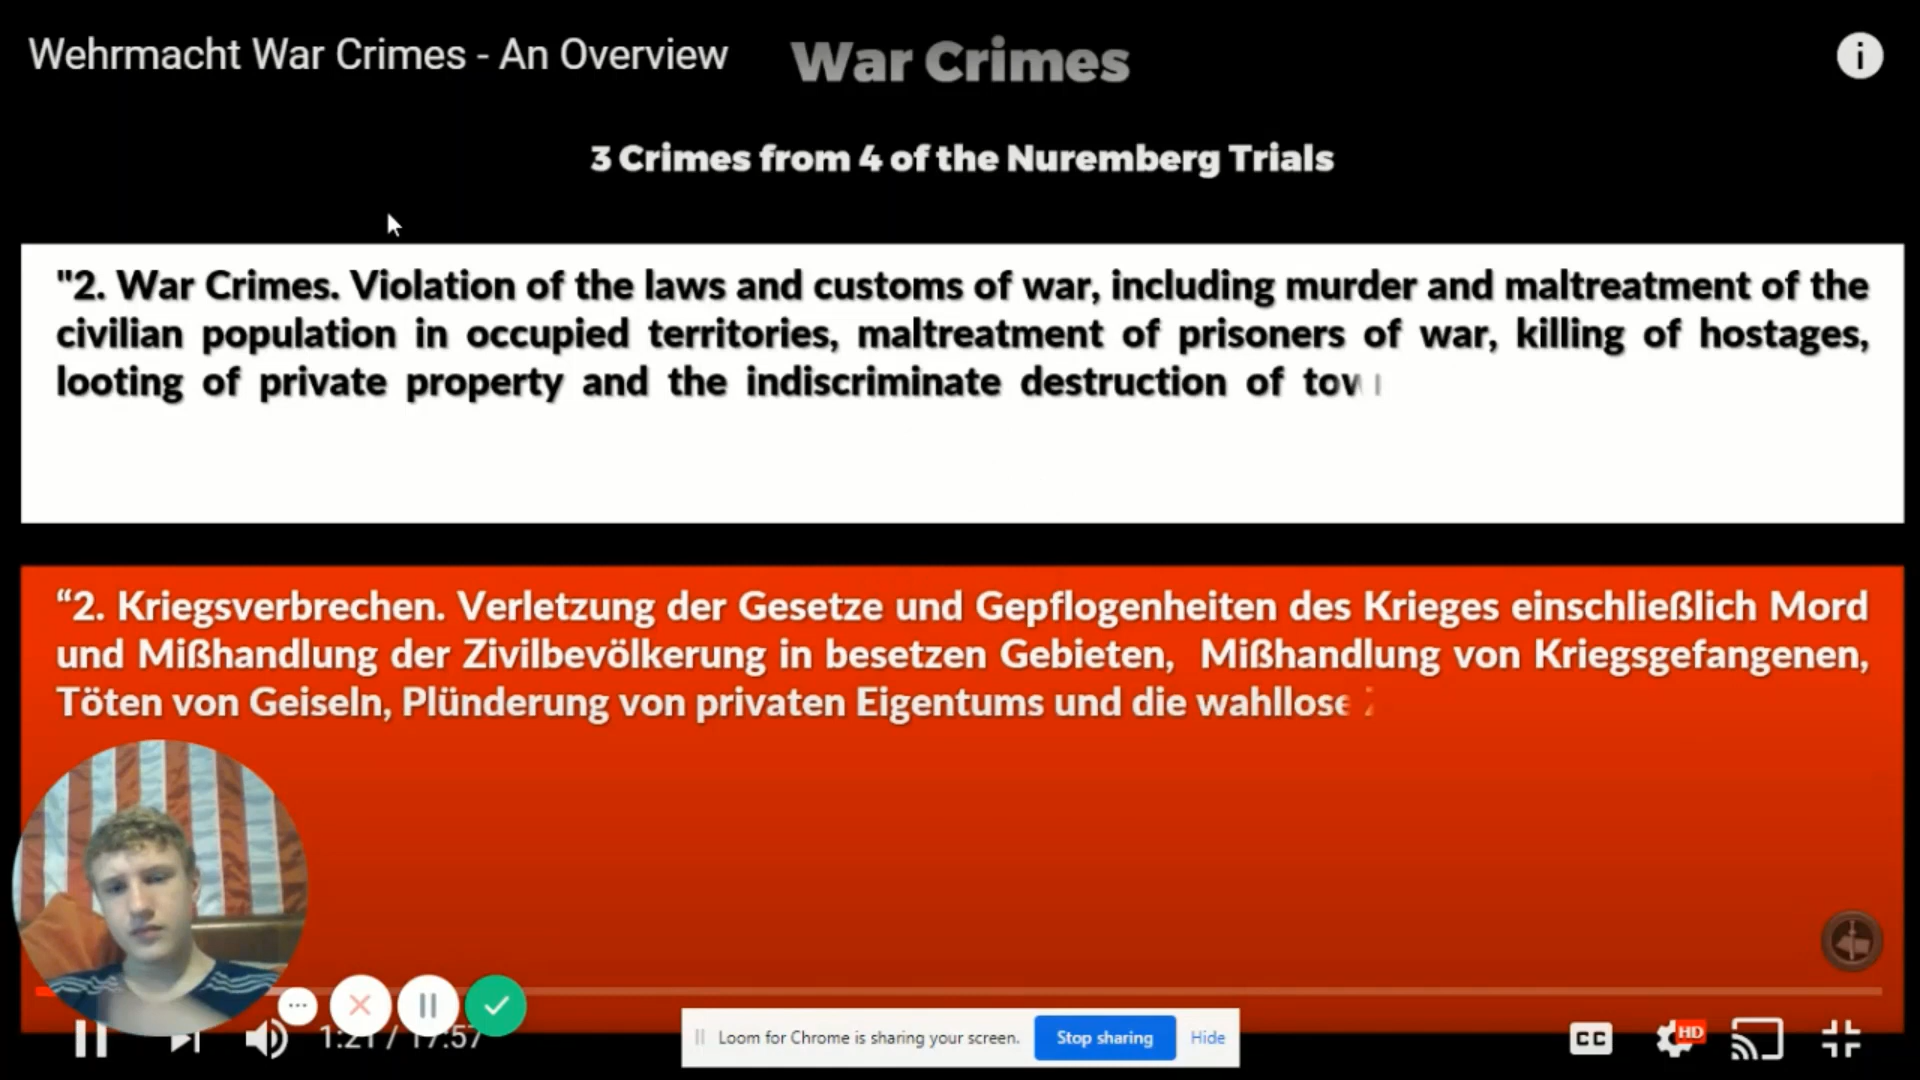 Wehrmacht War Crimes - An Overview
War Crimes
3 Crimes from 4 of the Nuremberg Trials
"2. War Crimes. Violation of the laws and customs of war, including murder and maltreatment of the
civilian population in occupied territories, maltreatment of prisoners of war, killing of hostages,
looting of private property and the indiscriminate destruction of
“2. Kriegsverbrechen. Verletzung der Gesetze und Gepflogenheiten des Krieges einschließlich Mord
und Mißhandlung der Zivilbevölkerung in besetzen Gebieten, Mißhandlung von Kriegsgefangenen,
Töten von Geiseln, Plünderung von privaten Eigentums und die wahllose
1:21 / 17:57
Loom for Chrome is sharing your screen.
Stop sharing
Hide
CC
HD